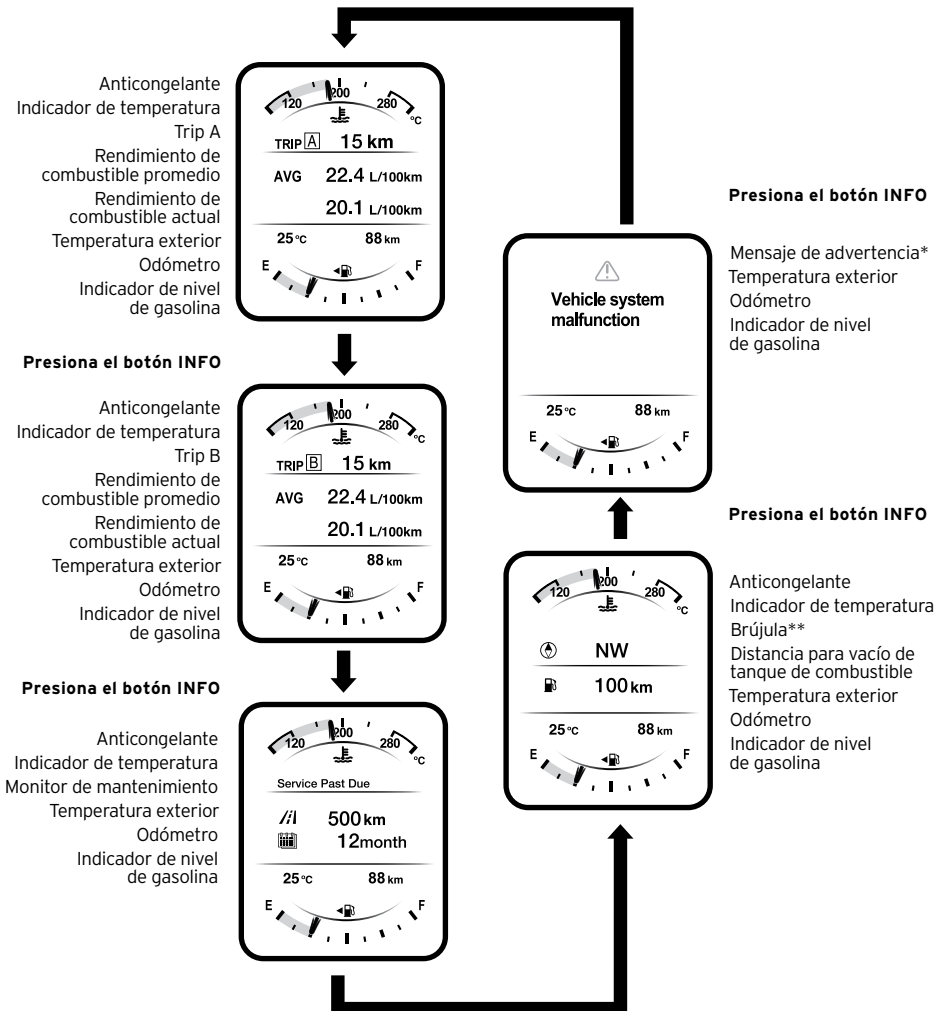 Anticongelante
Indicador de temperatura
Trip A
Rendimiento de
combustible promedio
Rendimiento de
combustible actual
Temperatura exterior
Odómetro
Indicador de nivel
de gasolina
120 200 280 °C
TRIP A 15 km
AVG 22.4 L/100km
20.1 L/100km
25 °C 88 km
E F
Presiona el botón INFO
Anticongelante
Indicador de temperatura
Trip B
Rendimiento de
combustible promedio
Rendimiento de
combustible actual
Temperatura exterior
Odómetro
Indicador de nivel
de gasolina
120 200 280 °C
TRIP B 15 km
AVG 22.4 L/100km
20.1 L/100km
25 °C 88 km
E F
Presiona el botón INFO
Anticongelante
Indicador de temperatura
Monitor de mantenimiento
Temperatura exterior
Odómetro
Indicador de nivel
de gasolina
120 200 280 °C
Service Past Due
500 km
12month
25 °C 88 km
E F
Presiona el botón INFO
Anticongelante
Indicador de temperatura
Brújula**
Distancia para vacío de
tanque de combustible
Temperatura exterior
Odómetro
Indicador de nivel
de gasolina
120 200 280 °C
NW
100 km
25 °C 88 km
E F
Presiona el botón INFO
Mensaje de advertencia*
Temperatura exterior
Odómetro
Indicador de nivel
de gasolina
Vehicle system
malfunction
25 °C 88 km
E F